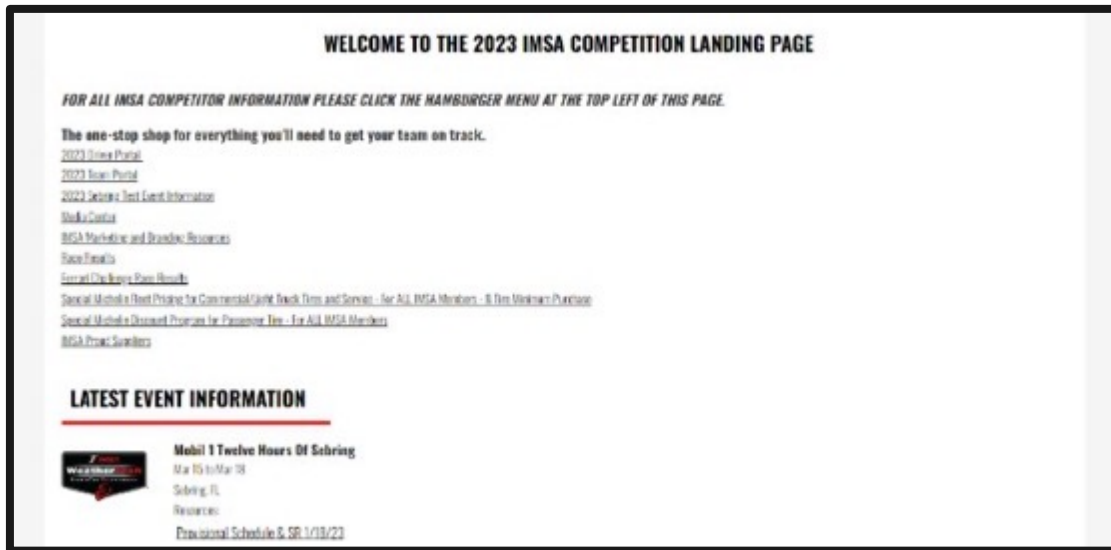 WELCOME TO THE 2023 IMSA COMPETITION LANDING PAGE
FOR ALL IMSA COMPETITOR INFORMATION PLEASE CLICK THE HAMBURGER MENU AT THE TOP LEFT OF THIS PAGE.
The one-stop shop for everything you'll need to get your team on track.
2023 Driver Portal
2023 Team Portal
2023 Sebring Test Event Information
Media Center
IMSA Marketing and Branding Resources
Race Results
Ferrari Challenge Race Results
Special Michelin Fleet Pricing for Commercial/Light Truck Tires and Service - For ALL IMSA Members - 8 Tire Minimum Purchase
Special Michelin Discount Program for Passenger Tire - For ALL IMSA Members
IMSA Proud Suppliers
LATEST EVENT INFORMATION
Mobil 1 Twelve Hours Of Sebring
Mar 15 to Mar 18
Sebring, FL
Resources
Provisional Schedule & SR 1/13/23